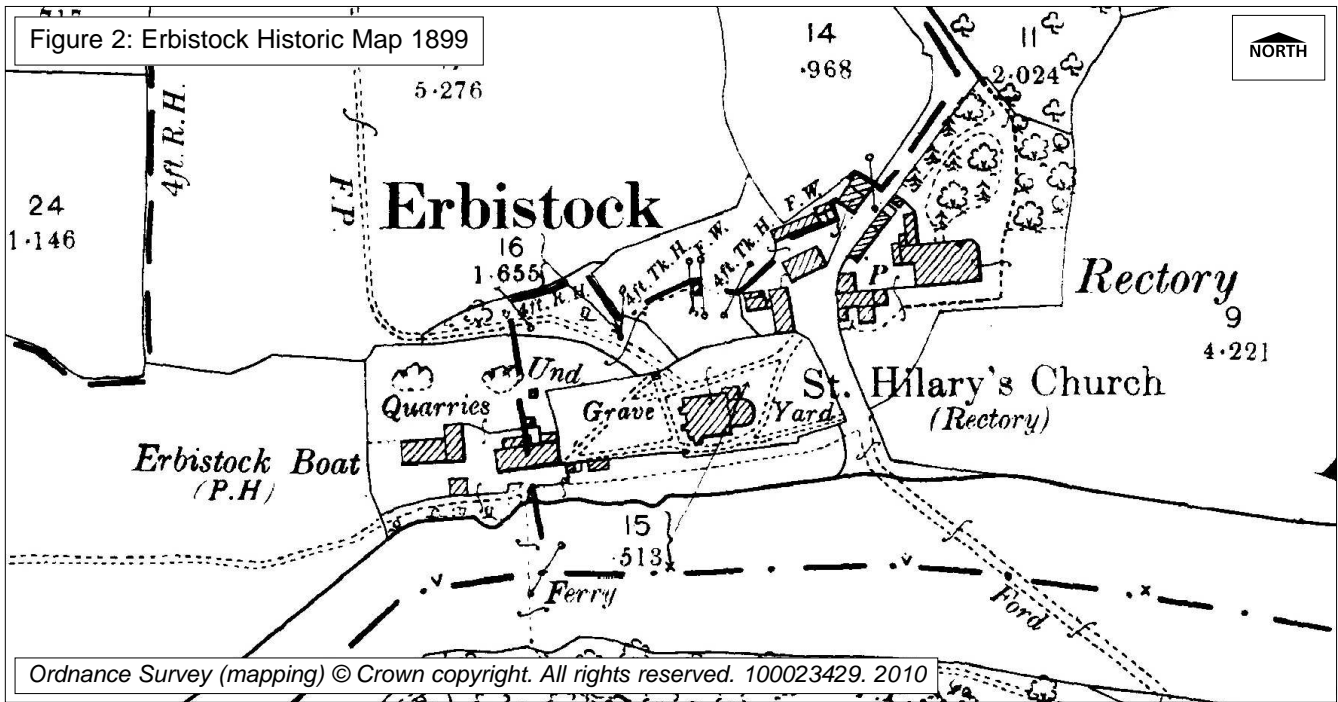 Figure 2: Erbistock Historic Map 1899
NORTH
5.276
14
.968
11
2.024
4ft. R.H.
F.P.
24
1.146
Erbistock
16
1.655
4ft. R.H.
4ft. Tk. H.
F.W.
4ft. Tk. H.
F.W.
P
Rectory
9
4.221
Und
Quarries
Grave Yard
St. Hilary's Church
(Rectory)
Erbistock Boat
(P.H)
15
.513
Ferry
Ford
Ordnance Survey (mapping) © Crown copyright. All rights reserved. 100023429. 2010